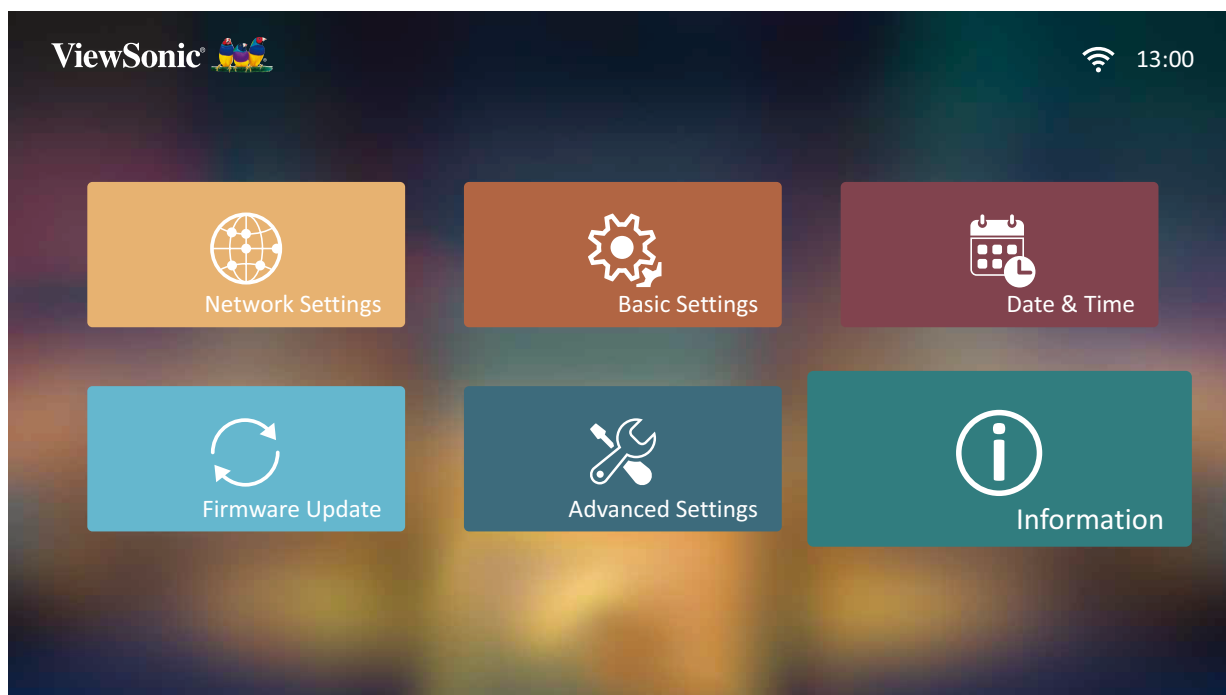 ViewSonic®
13:00
Network Settings
Basic Settings
Date & Time
Firmware Update
Advanced Settings
Information